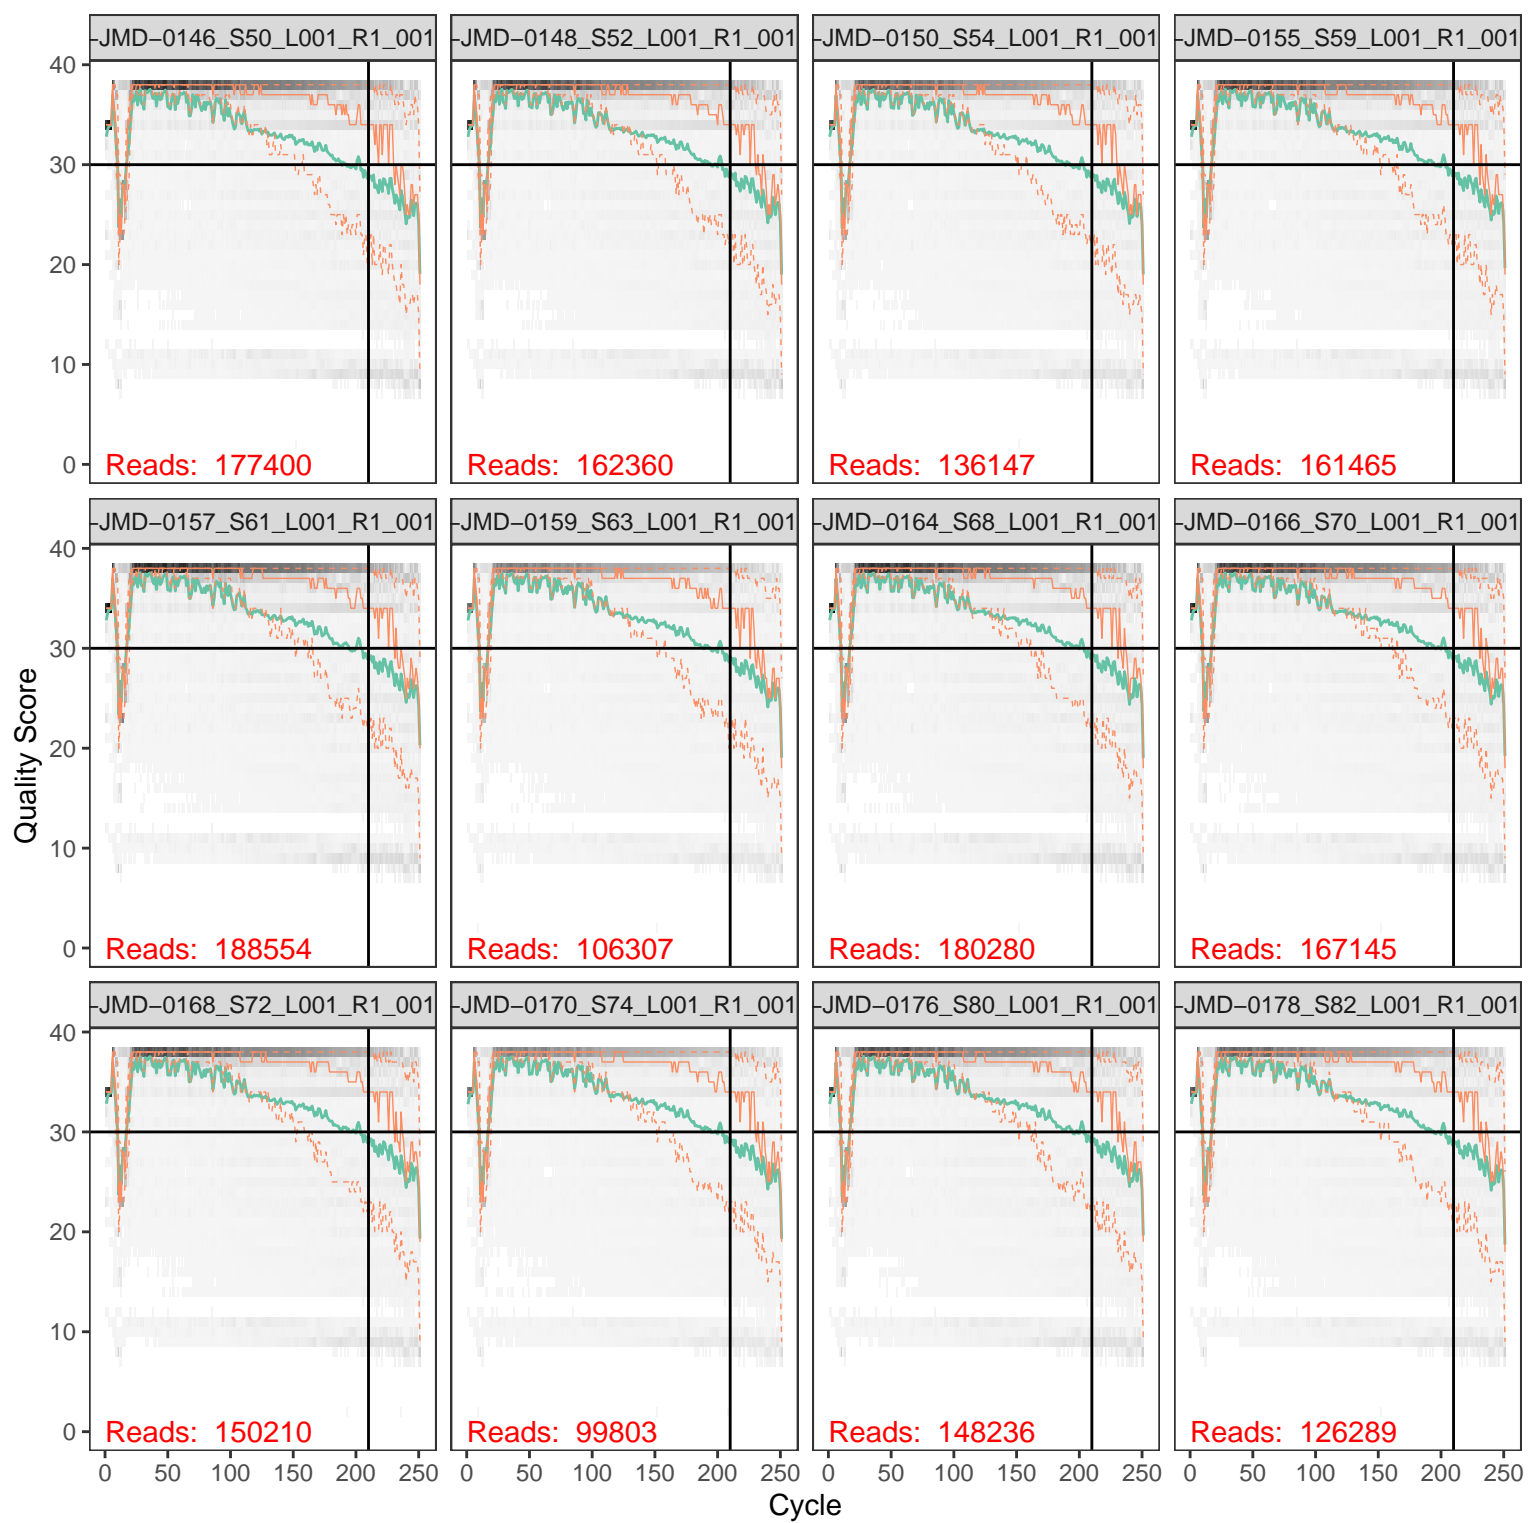 -JMD-0146_S50_L001_R1_001
-JMD-0148_S52_L001_R1_001
-JMD-0150_S54_L001_R1_001
-JMD-0155_S59_L001_R1_001
40
30
20
10
0
Reads: 177400
Reads: 162360
Reads: 136147
Reads: 161465
-JMD-0157_S61_L001_R1_001
-JMD-0159_S63_L001_R1_001
-JMD-0164_S68_L001_R1_001
-JMD-0166_S70_L001_R1_001
40
30
20
10
0
Quality Score
Reads: 188554
Reads: 106307
Reads: 180280
Reads: 167145
-JMD-0168_S72_L001_R1_001
-JMD-0170_S74_L001_R1_001
-JMD-0176_S80_L001_R1_001
-JMD-0178_S82_L001_R1_001
40
30
20
10
0
Reads: 150210
Reads: 99803
Reads: 148236
Reads: 126289
0 50 100 150 200 250
0 50 100 150 200 250
0 50 100 150 200 250
0 50 100 150 200 250
Cycle